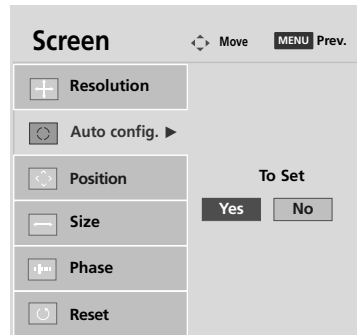 Screen Move MENU Prev.
Resolution
Auto config. ▶
Position
Size
Phase
Reset
To Set
Yes No